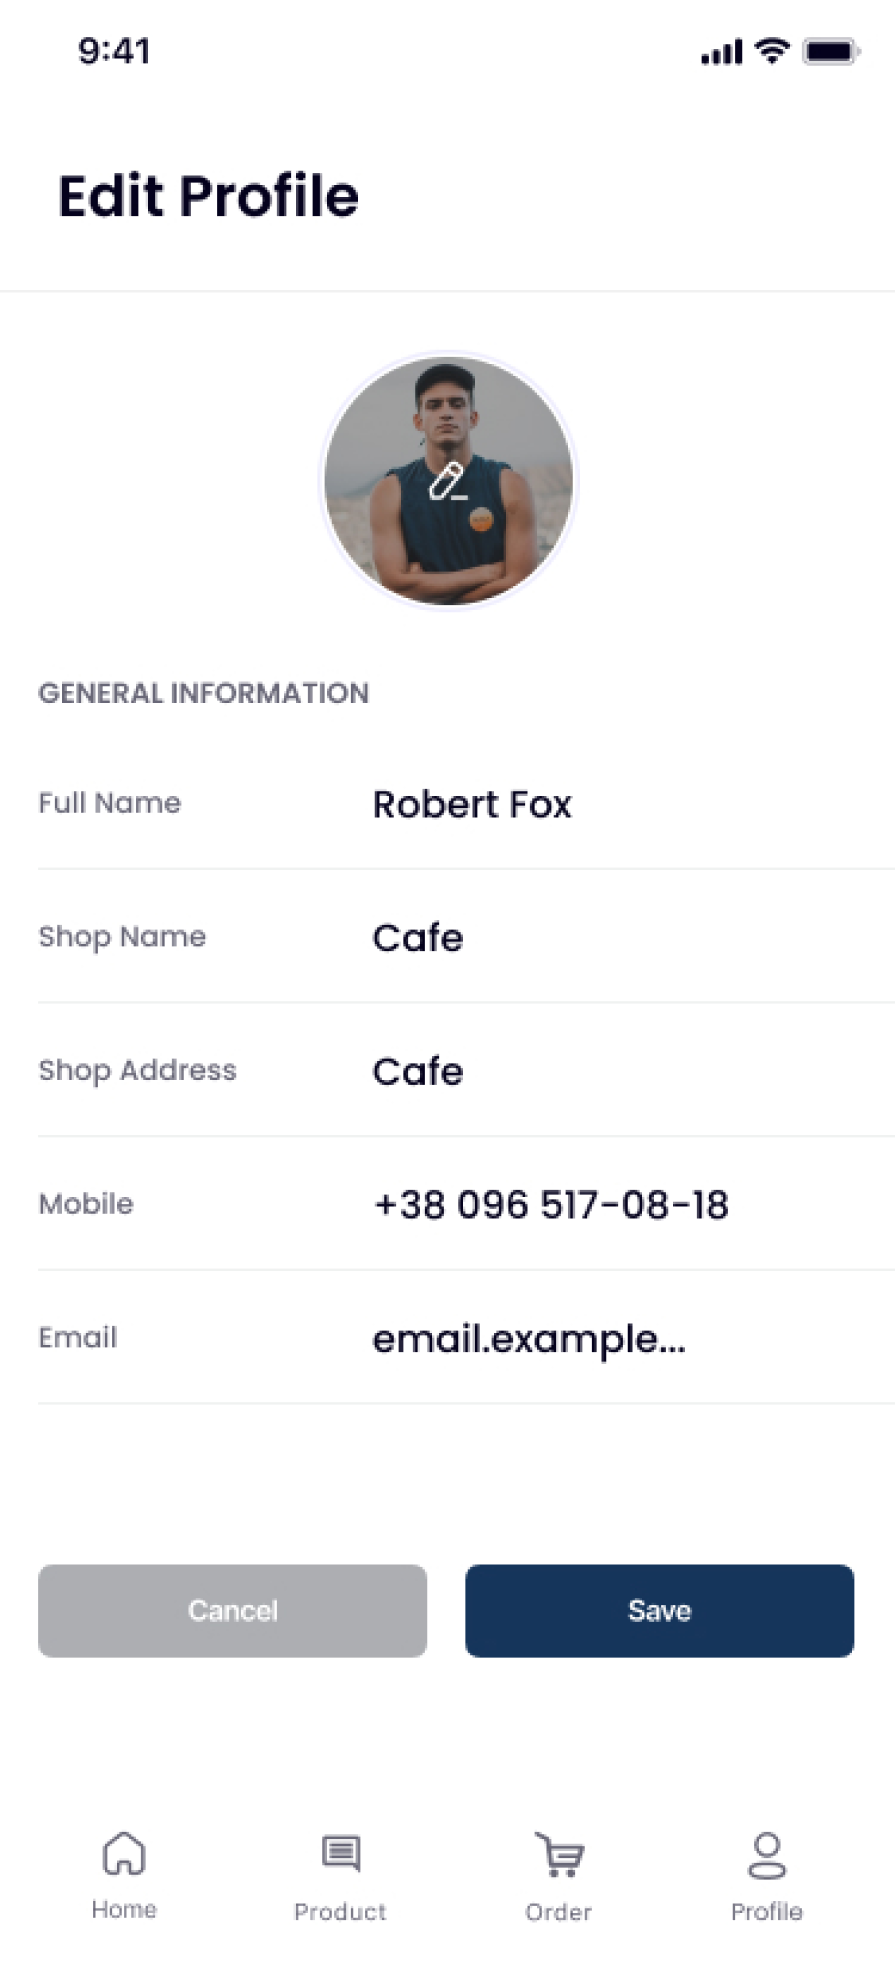 9:41
Edit Profile
GENERAL INFORMATION
Full Name Robert Fox
Shop Name Cafe
Shop Address Cafe
Mobile +38 096 517-08-18
Email email.example...
Cancel Save
Home Product Order Profile